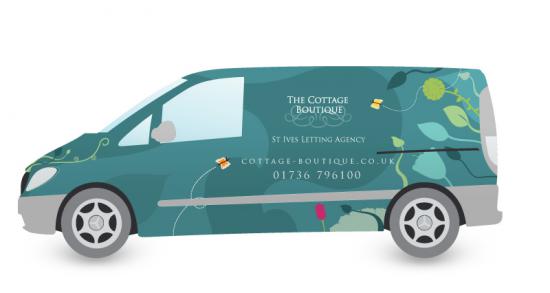 THE COTTAGE
BOUTIQUE
ST IVES LETTING AGENCY
COTTAGE-BOUTIQUE.CO.UK
01736 796100